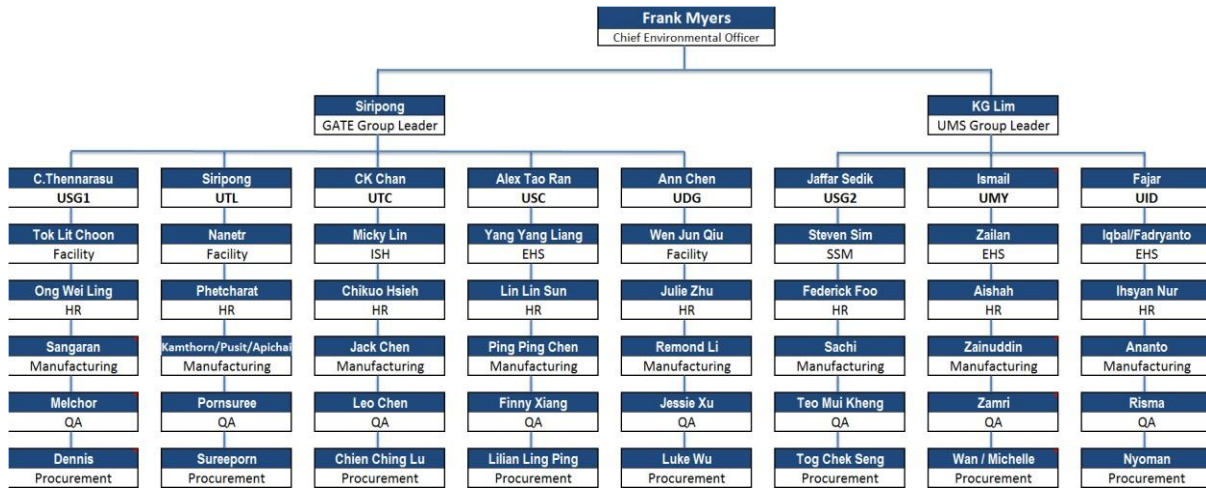 Frank Myers
Chief Environmental Officer
Siripong
GATE Group Leader
KG Lim
UMS Group Leader
C.Thennarasu
USG1
Siripong
UTL
CK Chan
UTC
Alex Tao Ran
USC
Ann Chen
UDG
Jaffar Sedik
USG2
Ismail
UMY
Fajar
UID
Tok Lit Choon
Facility
Nanetr
Facility
Micky Lin
ISH
Yang Yang Liang
EHS
Wen Jun Qiu
Facility
Steven Sim
SSM
Zailan
EHS
Iqbal/Fadryanto
EHS
Ong Wei Ling
HR
Phetcharat
HR
Chikuo Hsieh
HR
Lin Lin Sun
HR
Julie Zhu
HR
Federick Foo
HR
Aishah
HR
Ihsyan Nur
HR
Sangaran
Manufacturing
Kamthorn/Pusit/Apichai
Manufacturing
Jack Chen
Manufacturing
Ping Ping Chen
Manufacturing
Remond Li
Manufacturing
Sachi
Manufacturing
Zainuddin
Manufacturing
Ananto
Manufacturing
Melchor
QA
Pornsuree
QA
Leo Chen
QA
Finny Xiang
QA
Jessie Xu
QA
Teo Mui Kheng
QA
Zamri
QA
Risma
QA
Dennis
Procurement
Sureeporn
Procurement
Chien Ching Lu
Procurement
Lilian Ling Ping
Procurement
Luke Wu
Procurement
Tog Chek Seng
Procurement
Wan / Michelle
Procurement
Nyoman
Procurement